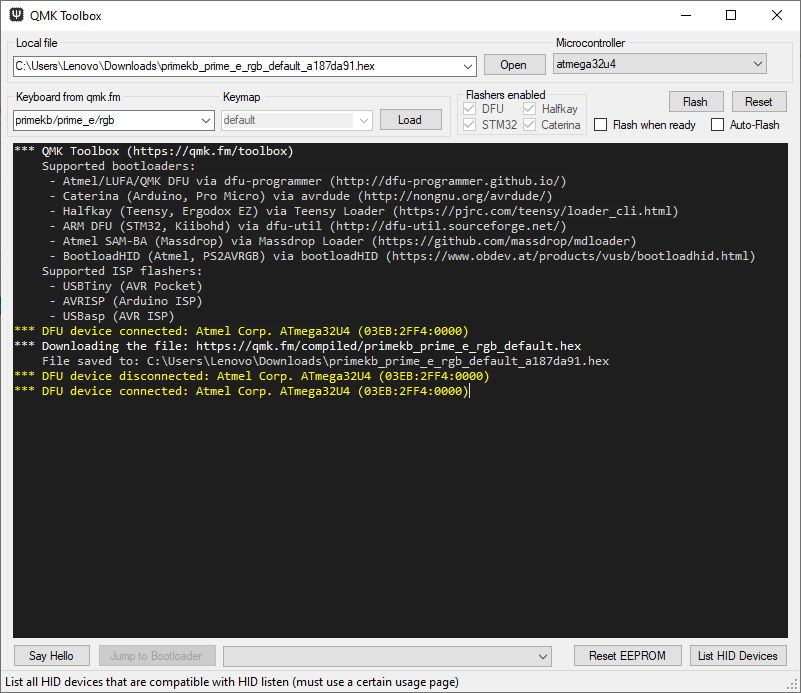 QMK Toolbox
Local file
Microcontroller
C:\Users\Lenovo\Downloads\primekb_prime_e_rgb_default_a187da91.hex
Open
atmega32u4
Keyboard from qmk.fm
Keymap
Flashers enabled
primekb/prime_e/rgb
default
Load
DFU
Halfkay
STM32
Caterina
Flash
Reset
Flash when ready
Auto-Flash
*** QMK Toolbox (https://qmk.fm/toolbox)
Supported bootloaders:
- Atmel/LUFA/QMK DFU via dfu-programmer (http://dfu-programmer.github.io/)
- Caterina (Arduino, Pro Micro) via avrdude (http://nongnu.org/avrdude/)
- Halfkay (Teensy, Ergodox EZ) via Teensy Loader (https://pjrc.com/teensy/loader_cli.html)
- ARM DFU (STM32, Kiibohd) via dfu-util (http://dfu-util.sourceforge.net/)
- Atmel SAM-BA (Massdrop) via Massdrop Loader (https://github.com/massdrop/mdloader)
- BootloadHID (Atmel, PS2AVRGB) via bootloadHID (https://www.obdev.at/products/vusb/bootloadhid.html)
Supported ISP flashers:
- USBTiny (AVR Pocket)
- AVRISP (Arduino ISP)
- USBasp (AVR ISP)
*** DFU device connected: Atmel Corp. ATmega32U4 (03EB:2FF4:0000)
*** Downloading the file: https://qmk.fm/compiled/primekb_prime_e_rgb_default.hex
File saved to: C:\Users\Lenovo\Downloads\primekb_prime_e_rgb_default_a187da91.hex
*** DFU device disconnected: Atmel Corp. ATmega32U4 (03EB:2FF4:0000)
*** DFU device connected: Atmel Corp. ATmega32U4 (03EB:2FF4:0000)
Say Hello
Jump to Bootloader
Reset EEPROM
List HID Devices
List all HID devices that are compatible with HID listen (must use a certain usage page)